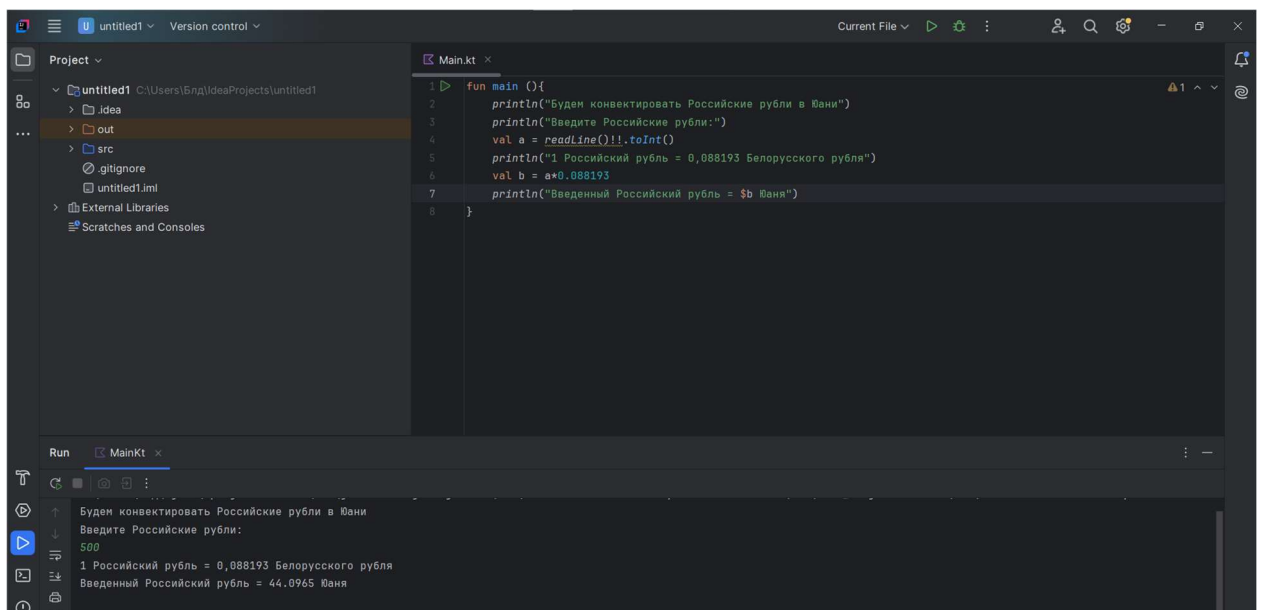 U untitled1 Version control Current File
Project
Main.kt
untitled1 C:\Users\Блд\IdeaProjects\untitled1
.idea
out
src
.gitignore
untitled1.iml
External Libraries
Scratches and Consoles
1 fun main (){
2 println("Будем конвектировать Российские рубли в Юани")
3 println("Введите Российские рубли:")
4 val a = readLine()!!.toInt()
5 println("1 Российский рубль = 0,088193 Белорусского рубля")
6 val b = a*0.088193
7 println("Введенный Российский рубль = $b Юаня")
8 }
1
Run MainKt
Будем конвектировать Российские рубли в Юани
Введите Российские рубли:
500
1 Российский рубль = 0,088193 Белорусского рубля
Введенный Российский рубль = 44.0965 Юаня